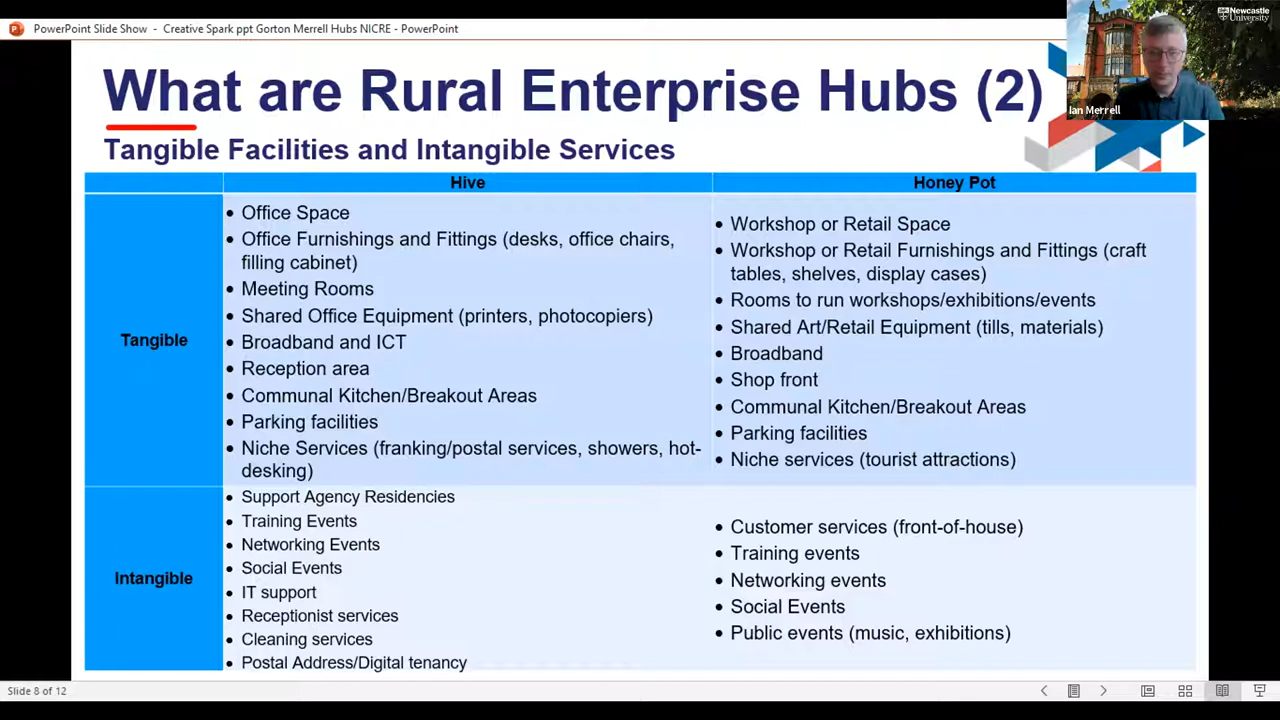 PowerPoint Slide Show - Creative Spark ppt Gorton Merrell Hubs NICRE - PowerPoint
Newcastle
University
Ian Merrell
What are Rural Enterprise Hubs (2)
Tangible Facilities and Intangible Services
Hive
Honey Pot
Tangible
• Office Space
• Office Furnishings and Fittings (desks, office chairs,
filling cabinet)
• Meeting Rooms
• Shared Office Equipment (printers, photocopiers)
• Broadband and ICT
• Reception area
• Communal Kitchen/Breakout Areas
• Parking facilities
• Niche Services (franking/postal services, showers, hot-
desking)
• Workshop or Retail Space
• Workshop or Retail Furnishings and Fittings (craft
tables, shelves, display cases)
• Rooms to run workshops/exhibitions/events
• Shared Art/Retail Equipment (tills, materials)
• Broadband
• Shop front
• Communal Kitchen/Breakout Areas
• Parking facilities
• Niche services (tourist attractions)
Intangible
• Support Agency Residencies
• Training Events
• Networking Events
• Social Events
• IT support
• Receptionist services
• Cleaning services
• Postal Address/Digital tenancy
• Customer services (front-of-house)
• Training events
• Networking events
• Social Events
• Public events (music, exhibitions)
Slide 8 of 12